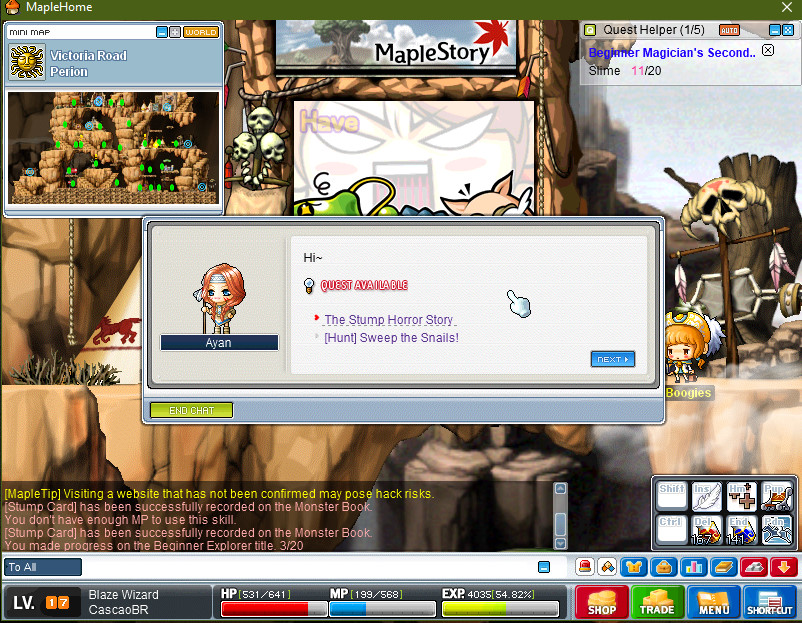 MapleHome
MINI MAP
WORLD
Victoria Road
Perion
MapleStory
Have
Quest Helper (1/5)
AUTO
Beginner Magician's Second..
Slime 11/20
Hi~
QUEST AVAILABLE
The Stump Horror Story
[Hunt] Sweep the Snails!
Ayan
NEXT
END CHAT
Boogies
[MapleTip] Visiting a website that has not been confirmed may pose hack risks.
[Stump Card] has been successfully recorded on the Monster Book.
You don't have enough MP to use this skill.
[Stump Card] has been successfully recorded on the Monster Book.
You made progress on the Beginner Explorer title. 3/20
Shift Ins Hm Pup
Ctrl Del End Pdn
167 141
To All
LV. 17
Blaze Wizard
CascaoBR
HP [531/641]
MP [199/568]
EXP. 4035[54.82%]
SHOP
TRADE
MENU
SHORT-CUT